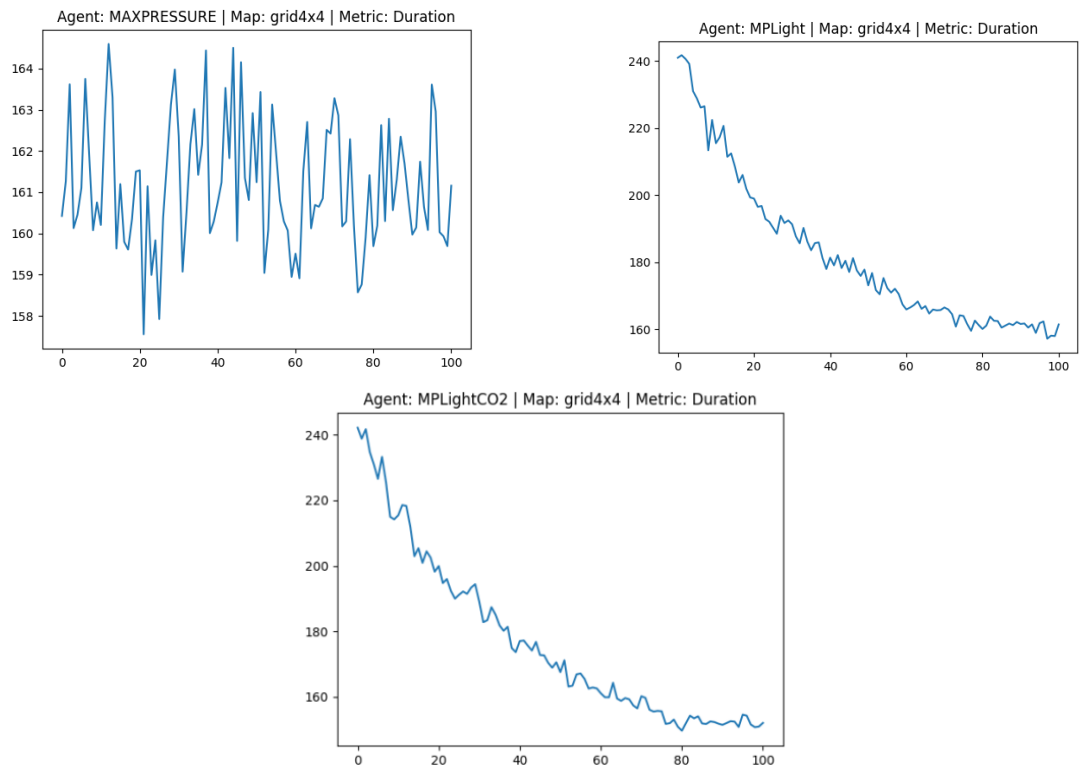 Agent: MAXPRESSURE | Map: grid4x4 | Metric: Duration
164
163
162
161
160
159
158
0 20 40 60 80 100
Agent: MPLight | Map: grid4x4 | Metric: Duration
240
220
200
180
160
0 20 40 60 80 100
Agent: MPLightCO2 | Map: grid4x4 | Metric: Duration
240
220
200
180
160
0 20 40 60 80 100